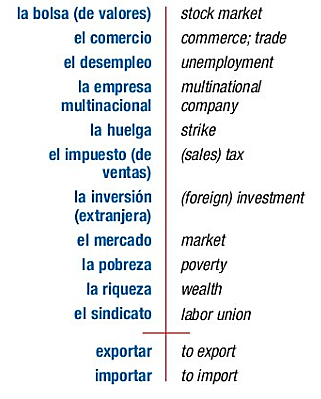 la bolsa (de valores) stock market
el comercio commerce; trade
el desempleo unemployment
la empresa multinational
multinacional company
la huelga strike
el impuesto (de (sales) tax
ventas)
la inversión (foreign) investment
(extranjera)
el mercado market
la pobreza poverty
la riqueza wealth
el sindicato labor union
exportar to export
importar to import